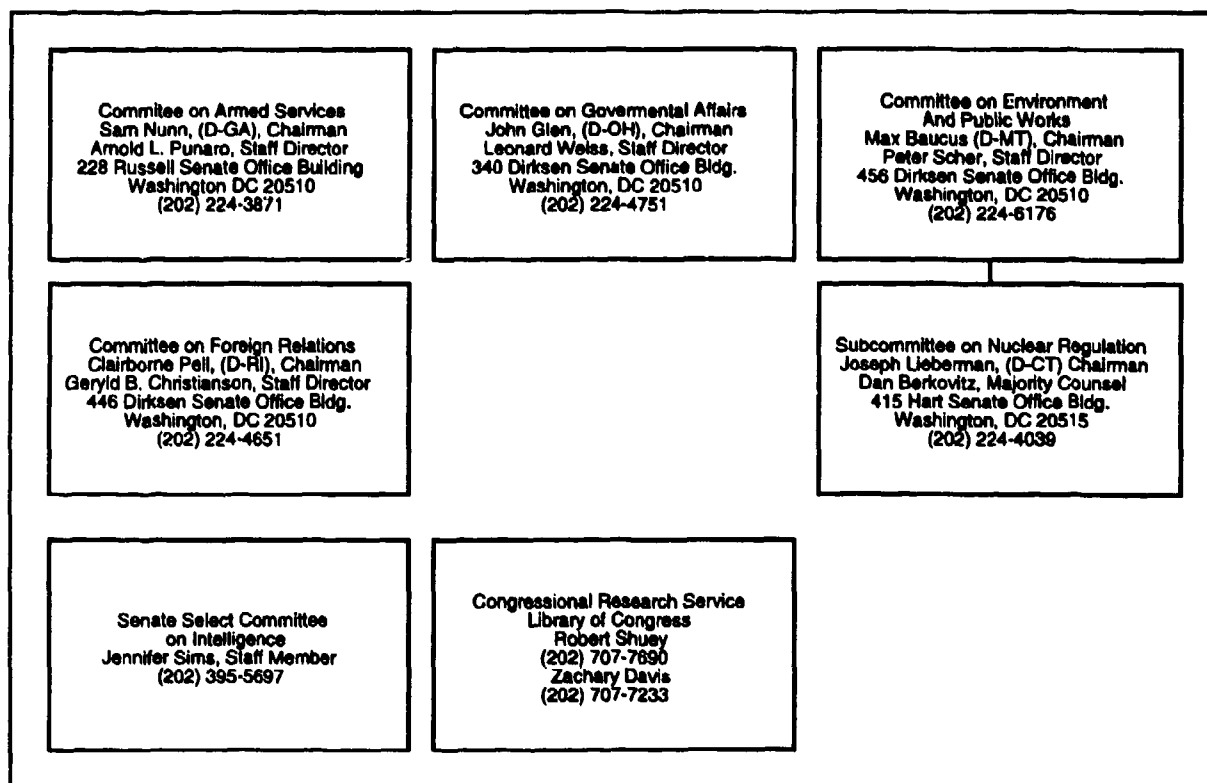 Commitee on Armed Services
Sam Nunn, (D-GA), Chairman
Arnold L. Punaro, Staff Director
228 Russell Senate Office Building
Washington DC 20510
(202) 224-3871
Committee on Govermental Affairs
John Glen, (D-OH), Chairman
Leonard Weiss, Staff Director
340 Dirksen Senate Office Bldg.
Washington, DC 20510
(202) 224-4751
Committee on Environment
And Public Works
Max Baucus (D-MT), Chairman
Peter Scher, Staff Director
456 Dirksen Senate Office Bldg.
Washington, DC 20510
(202) 224-6176
Committee on Foreign Relations
Clairborne Pell, (D-RI), Chairman
Geryld B. Christianson, Staff Director
446 Dirksen Senate Office Bldg.
Washington, DC 20510
(202) 224-4651
Subcommittee on Nuclear Regulation
Joseph Lieberman, (D-CT) Chairman
Dan Berkovitz, Majority Counsel
415 Hart Senate Office Bldg.
Washington, DC 20515
(202) 224-4039
Senate Select Committee
on Intelligence
Jennifer Sims, Staff Member
(202) 395-5697
Congressional Research Service
Library of Congress
Robert Shuey
(202) 707-7690
Zachary Davis
(202) 707-7233